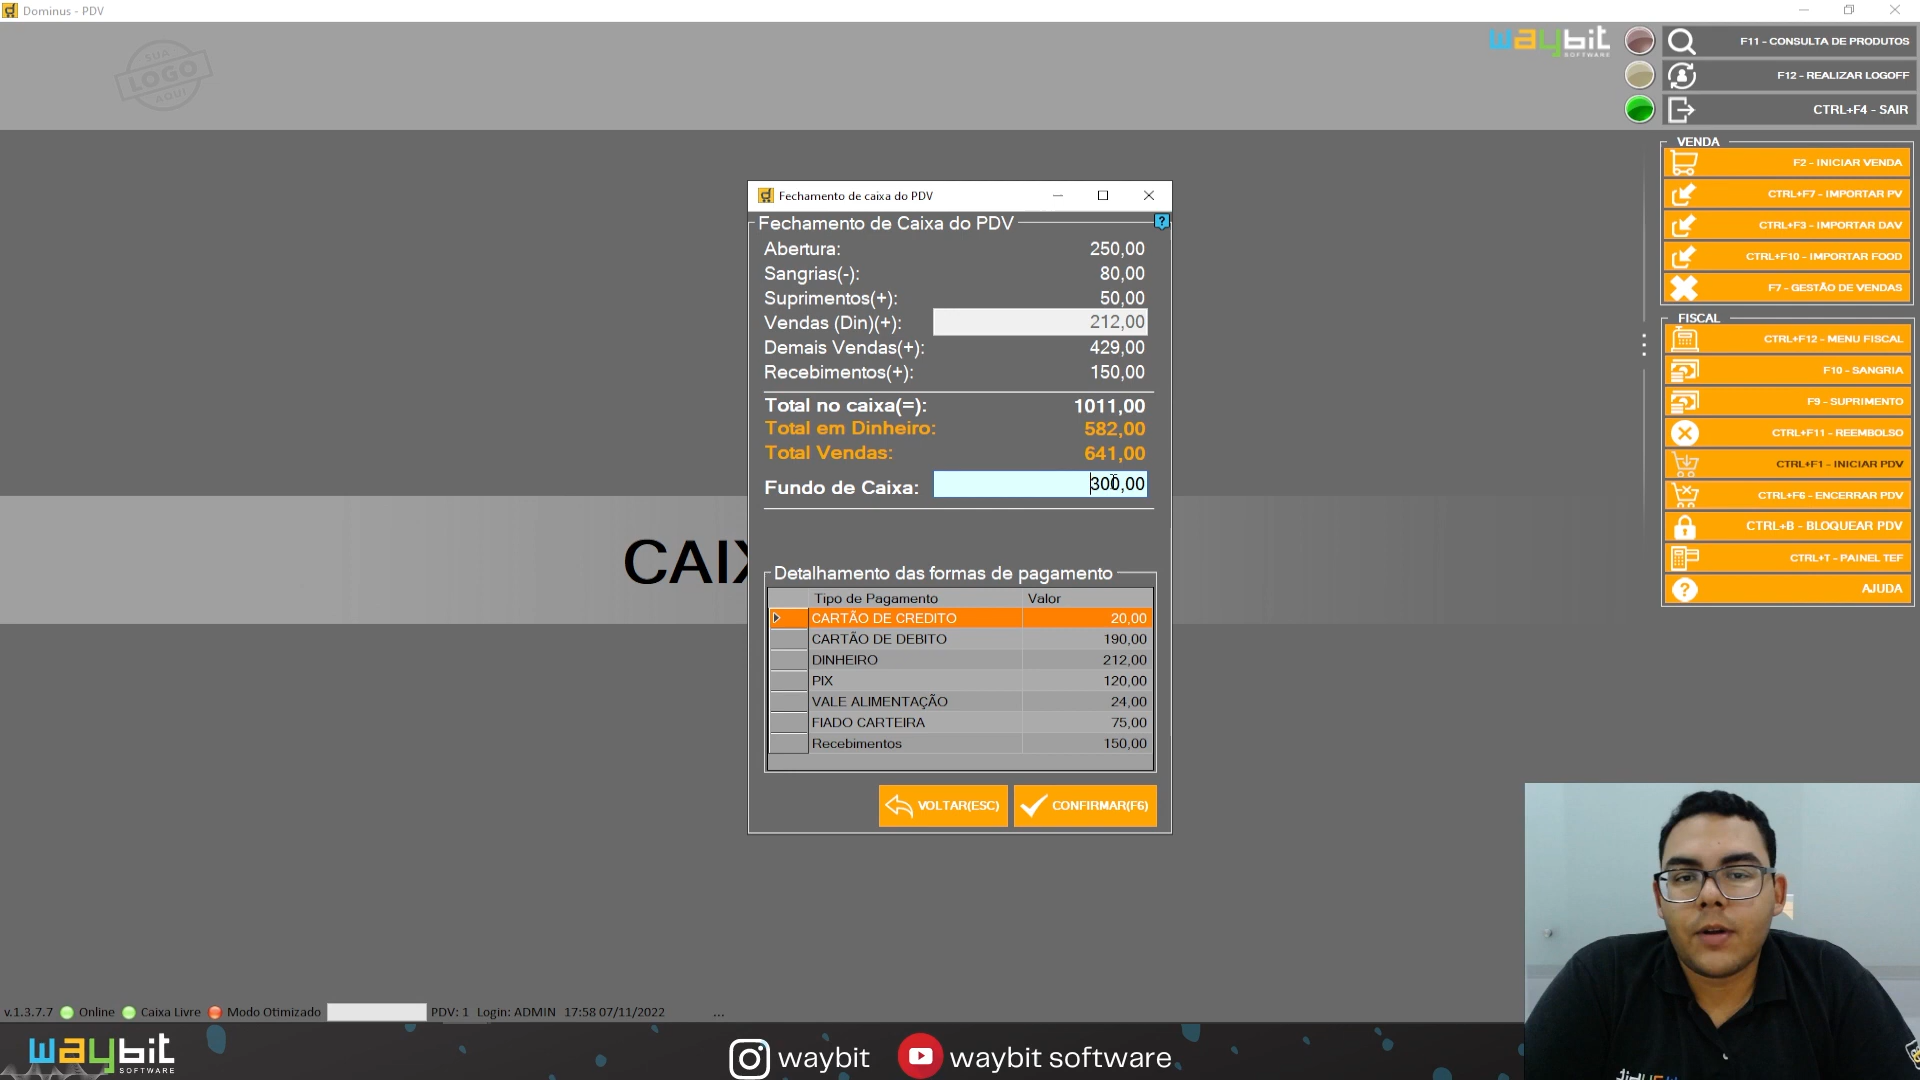 Dominus - PDV
SUA
LOGO
AQUI
waybit
SOFTWARE
F11 - CONSULTA DE PRODUTOS
F12 - REALIZAR LOGOFF
CTRL+F4 - SAIR
VENDA
F2 - INICIAR VENDA
CTRL+F7 - IMPORTAR PV
CTRL+F3 - IMPORTAR DAV
CTRL+F10 - IMPORTAR FOOD
F7 - GESTÃO DE VENDAS
FISCAL
CTRL+F12 - MENU FISCAL
F10 - SANGRIA
F9 - SUPRIMENTO
CTRL+F11 - REEMBOLSO
CTRL+F1 - INICIAR PDV
CTRL+F6 - ENCERRAR PDV
CTRL+B - BLOQUEAR PDV
CTRL+T - PAINEL TEF
AJUDA
Fechamento de caixa do PDV
Fechamento de Caixa do PDV
Abertura: 250,00
Sangrias(-): 80,00
Suprimentos(+): 50,00
Vendas (Din)(+): 212,00
Demais Vendas(+): 429,00
Recebimentos(+): 150,00
Total no caixa(=): 1011,00
Total em Dinheiro: 582,00
Total Vendas: 641,00
Fundo de Caixa: 300,00
CAIX
Detalhamento das formas de pagamento
Tipo de Pagamento Valor
CARTÃO DE CREDITO 20,00
CARTÃO DE DEBITO 190,00
DINHEIRO 212,00
PIX 120,00
VALE ALIMENTAÇÃO 24,00
FIADO CARTEIRA 75,00
Recebimentos 150,00
VOLTAR(ESC) CONFIRMAR(F6)
v.1.3.7.7 Online Caixa Livre Modo Otimizado PDV: 1 Login: ADMIN 17:58 07/11/2022 ...
waybit
SOFTWARE
waybit
waybit software